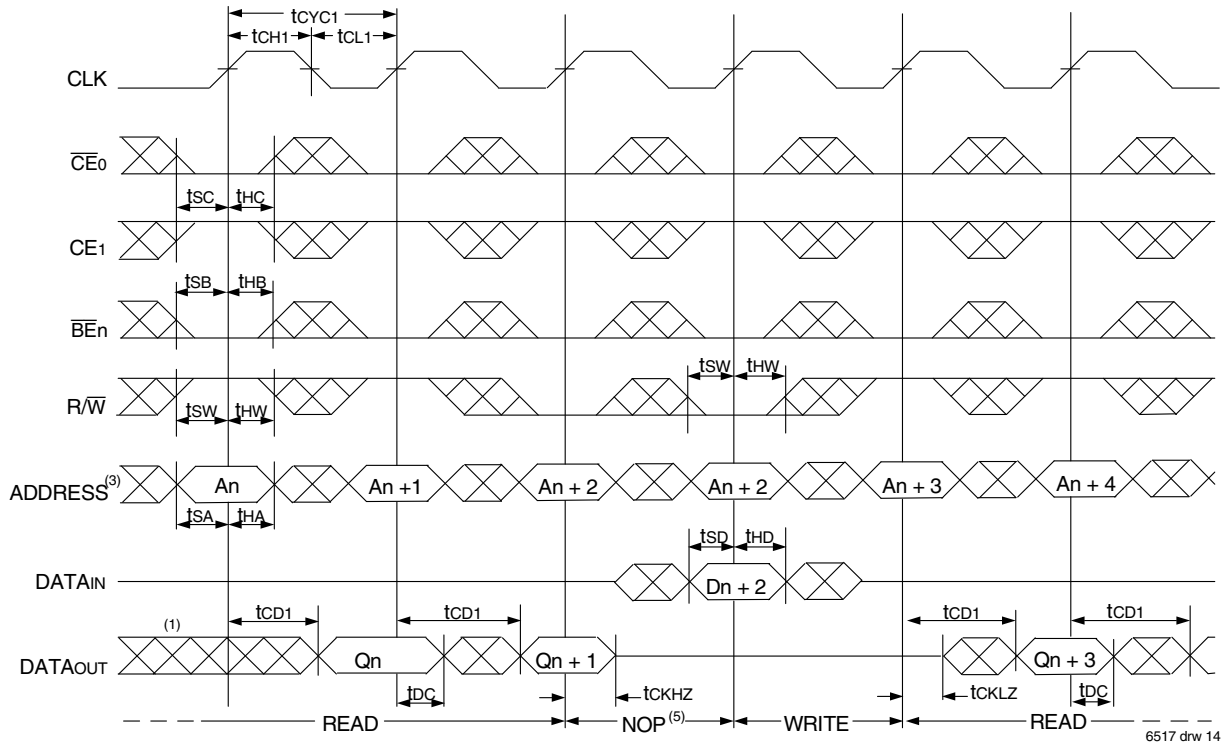 tCYC1
tCH1 tCL1
CLK
CE0
tSC tHC
CE1
tSB tHB
BEn
tSW tHW
R/W
tSW tHW
ADDRESS(3) An An +1 An + 2 An + 2 An + 3 An + 4
tSA tHA
tSD tHD
DATAIN Dn + 2
tCD1 tCD1 tCD1 tCD1
(1)
DATAOUT Qn Qn + 1 Qn + 3
tDC tCKHZ tCKLZ tDC
READ NOP(5) WRITE READ
6517 drw 14